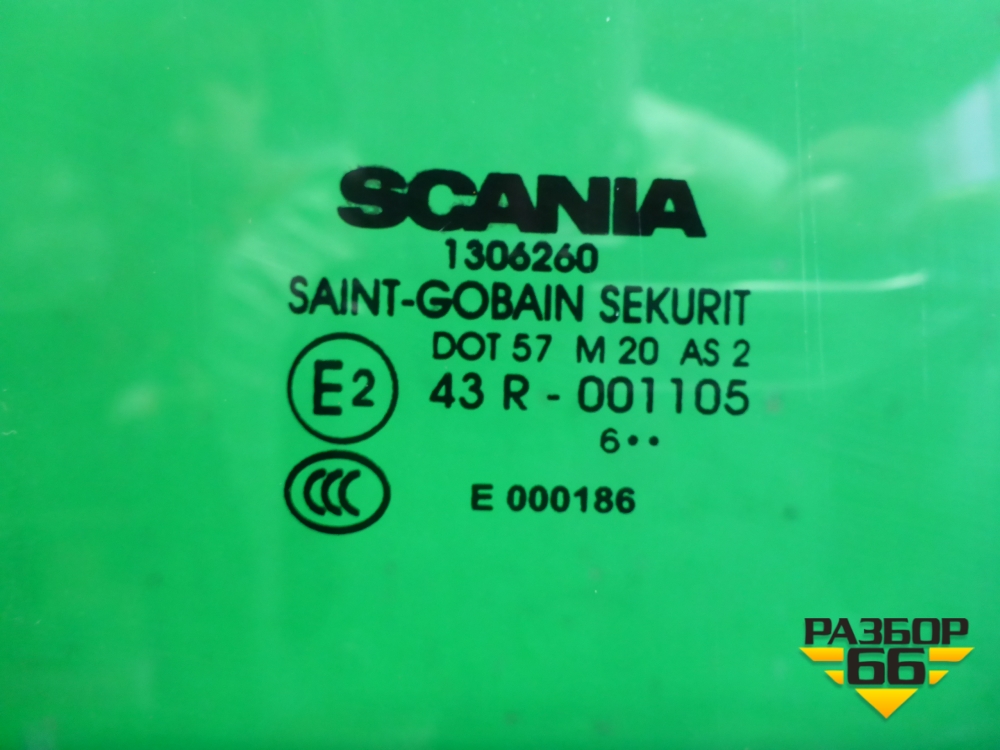 SCANIA
1306260
SAINT-GOBAIN SEKURIT
DOT 57 M 20 AS 2
E2 43 R - 001105
6••
CCC E 000186
РАЗБОР
66